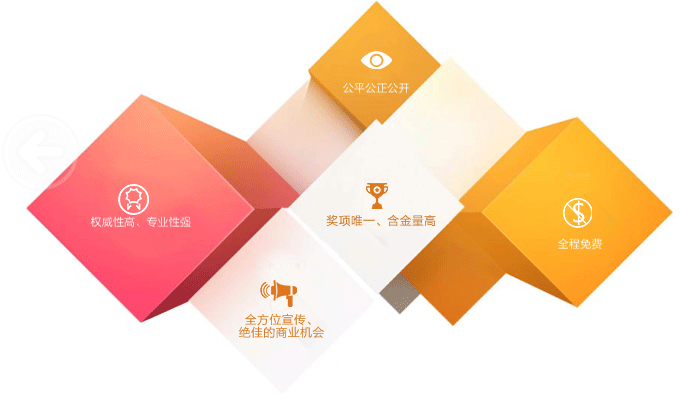 公平公正公开
权威性高、专业性强
奖项唯一、含金量高
全程免费
全方位宣传、
绝佳的商业机会